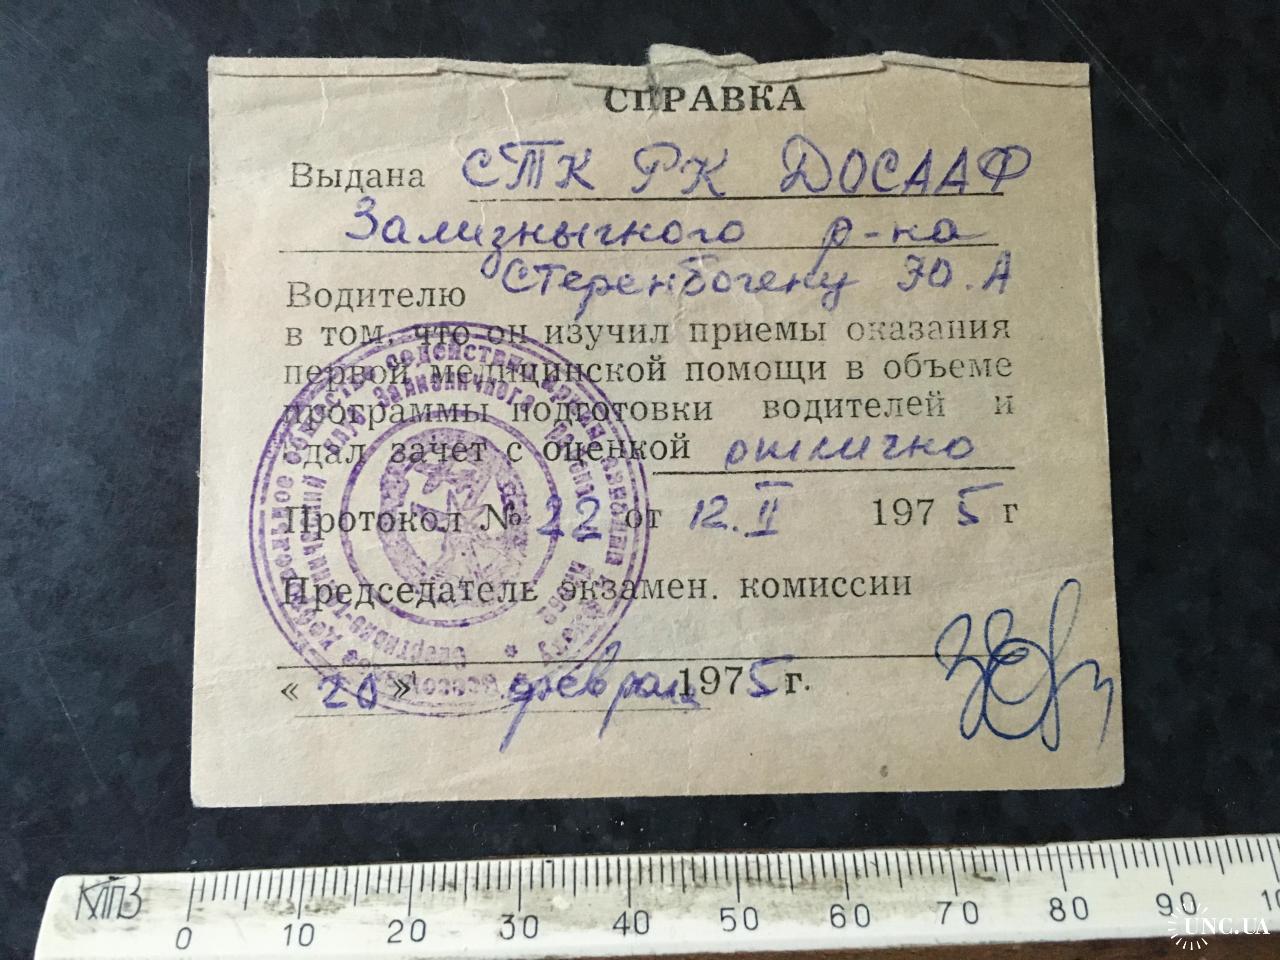 СПРАВКА
Выдана СТК РК ДОСААФ
Зализнычного р-на
Водителю Стеренбогену Ю.А
в том, что он изучил приемы оказания
первой медицинской помощи в объеме
программы подготовки водителей и
сдал зачет с оценкой отлично
Протокол № 22 от 12.II 1975 г
Председатель экзамен. комиссии
« 20 » февраля 1975 г.
КПВЗ
0 10 20 30 40 50 60 70 80 90
UNC.UA